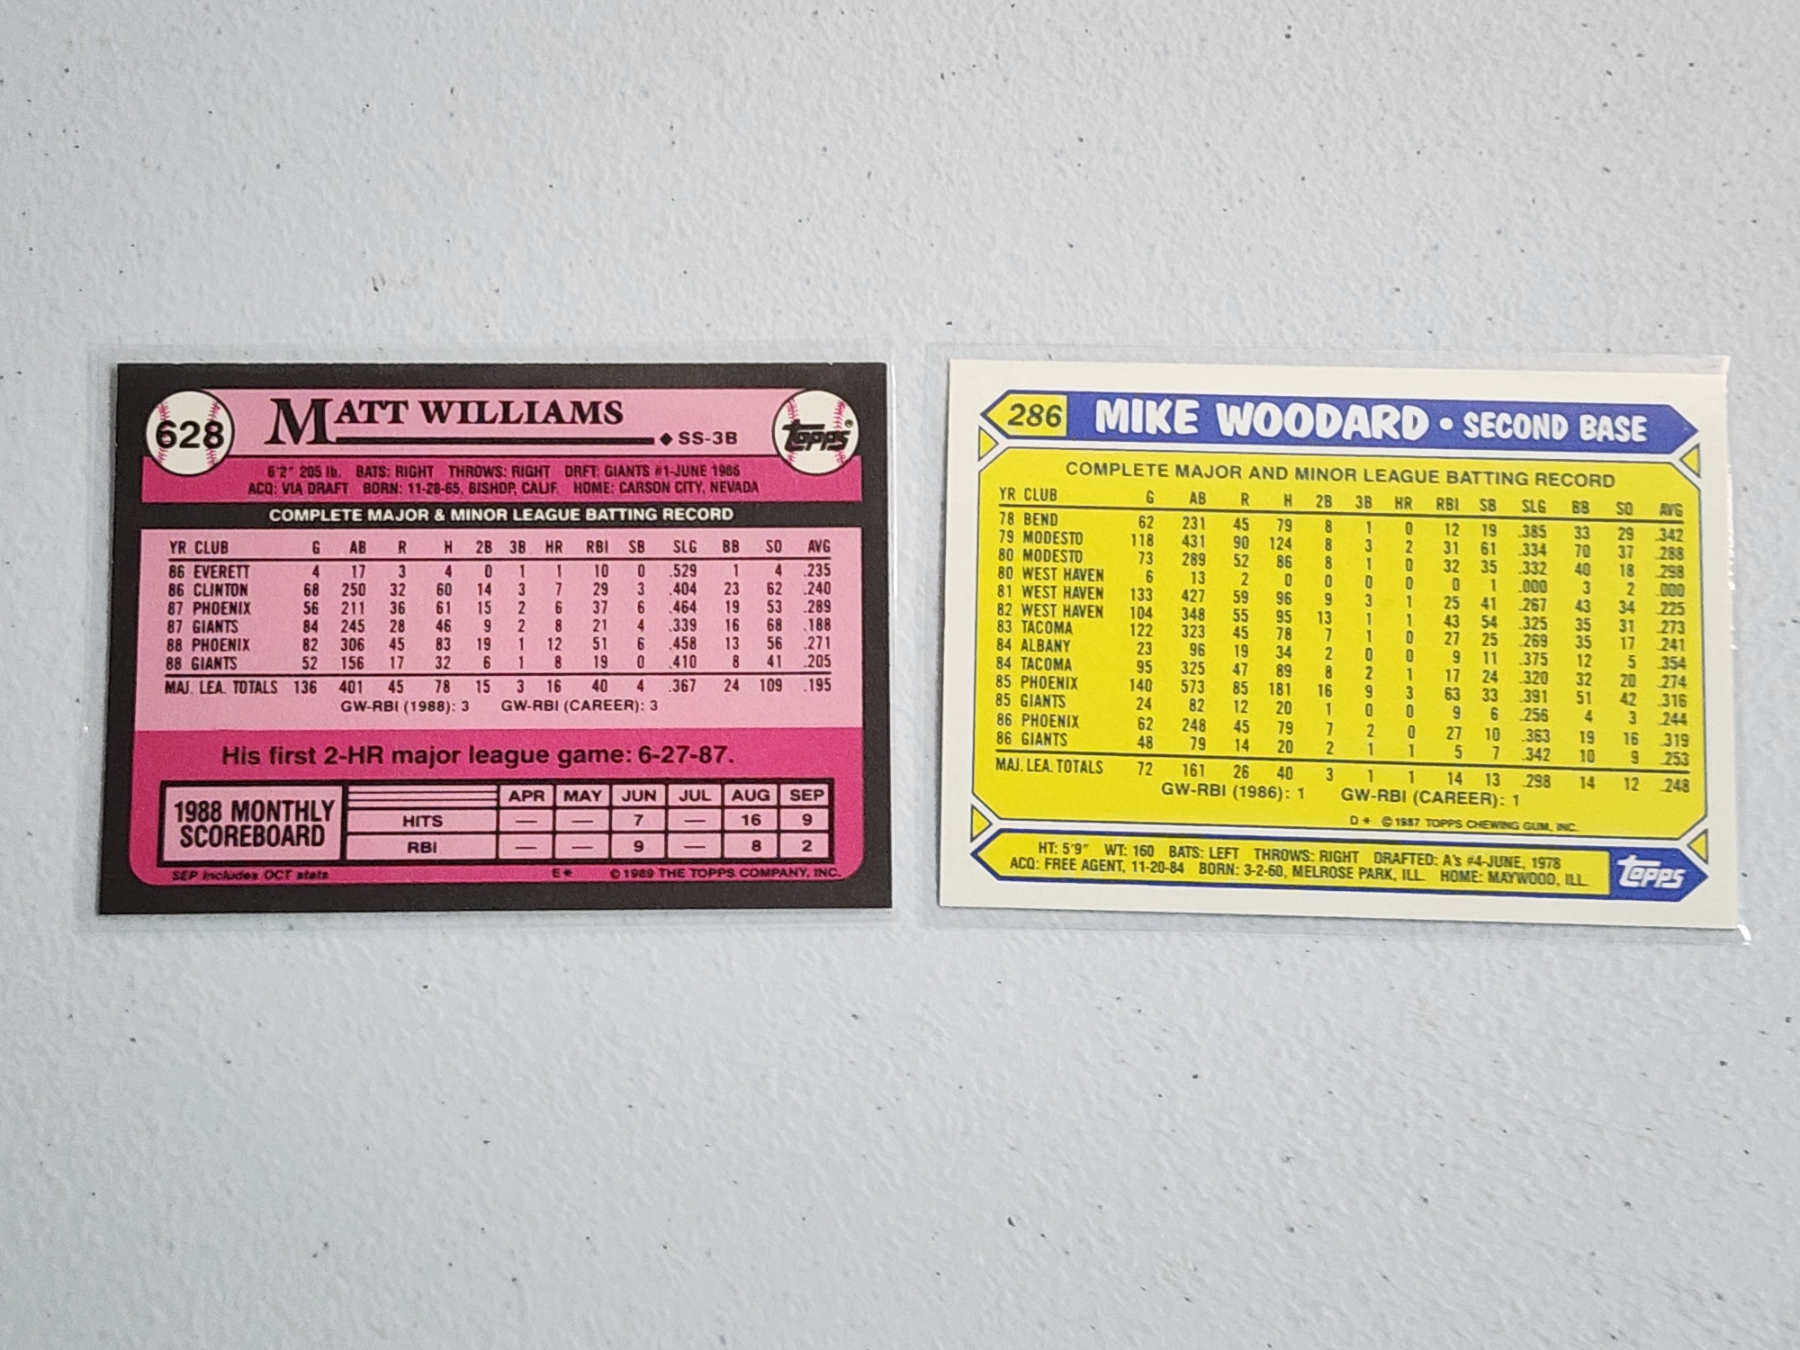 628
MATT WILLIAMS
◆ SS-3B
Topps®
6'2" 205 lb. BATS: RIGHT THROWS: RIGHT DRFT: GIANTS #1-JUNE 1986
ACQ: VIA DRAFT BORN: 11-28-65, BISHOP, CALIF. HOME: CARSON CITY, NEVADA
COMPLETE MAJOR & MINOR LEAGUE BATTING RECORD
YR CLUB G AB R H 2B 3B HR RBI SB SLG BB SO AVG
86 EVERETT 4 17 3 4 0 1 1 10 0 .529 1 4 .235
86 CLINTON 68 250 32 60 14 3 7 29 3 .404 23 62 .240
87 PHOENIX 56 211 36 61 15 2 6 37 6 .464 19 53 .289
87 GIANTS 84 245 28 46 9 2 8 21 4 .339 16 68 .188
88 PHOENIX 82 306 45 83 19 1 12 51 6 .458 13 56 .271
88 GIANTS 52 156 17 32 6 1 8 19 0 .410 8 41 .205
MAJ. LEA. TOTALS 136 401 45 78 15 3 16 40 4 .367 24 109 .195
GW-RBI (1988): 3 GW-RBI (CAREER): 3
His first 2-HR major league game: 6-27-87.
1988 MONTHLY
SCOREBOARD
APR MAY JUN JUL AUG SEP
HITS — — 7 — 16 9
RBI — — 9 — 8 2
SEP includes OCT stats E* © 1989 THE TOPPS COMPANY, INC.
286 MIKE WOODARD • SECOND BASE
COMPLETE MAJOR AND MINOR LEAGUE BATTING RECORD
YR CLUB G AB R H 2B 3B HR RBI SB SLG BB SO AVG
78 BEND 62 231 45 79 8 1 0 12 19 .385 33 29 .342
79 MODESTO 118 431 90 124 8 3 2 31 61 .334 70 37 .288
80 MODESTO 73 289 52 86 8 1 0 32 35 .332 40 18 .298
80 WEST HAVEN 6 13 2 0 0 0 0 0 1 .000 3 2 .000
81 WEST HAVEN 133 427 59 96 9 3 1 25 41 .267 43 34 .225
82 WEST HAVEN 104 348 55 95 13 1 1 43 54 .325 35 31 .273
83 TACOMA 122 323 45 78 7 1 0 27 25 .269 35 17 .241
84 ALBANY 23 96 19 34 2 0 0 9 11 .375 12 5 .354
84 TACOMA 95 325 47 89 8 2 1 17 24 .320 32 20 .274
85 PHOENIX 140 573 85 181 16 9 3 63 33 .391 51 42 .316
85 GIANTS 24 82 12 20 1 0 0 9 6 .256 4 3 .244
86 PHOENIX 62 248 45 79 7 2 0 27 10 .363 19 16 .319
86 GIANTS 48 79 14 20 2 1 1 5 7 .342 10 9 .253
MAJ. LEA. TOTALS 72 161 26 40 3 1 1 14 13 .298 14 12 .248
GW-RBI (1986): 1 GW-RBI (CAREER): 1
D* © 1987 TOPPS CHEWING GUM, INC.
HT: 5'9" WT: 160 BATS: LEFT THROWS: RIGHT DRAFTED: A's #4-JUNE, 1978
ACQ: FREE AGENT, 11-20-84 BORN: 3-2-60, MELROSE PARK, ILL. HOME: MAYWOOD, ILL.
Topps